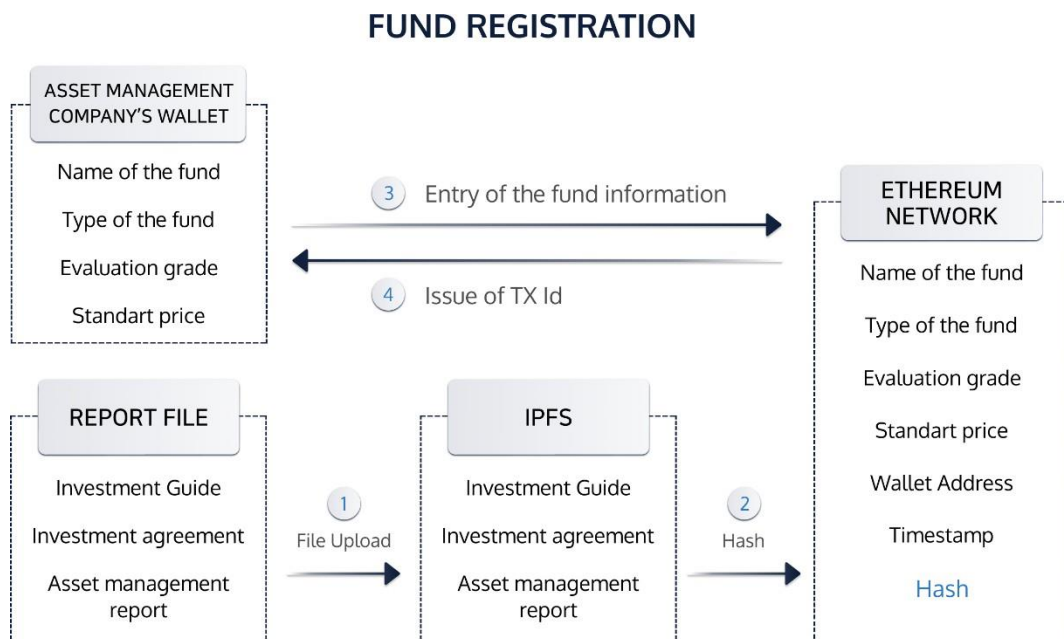 FUND REGISTRATION
ASSET MANAGEMENT
COMPANY'S WALLET
Name of the fund
Type of the fund
Evaluation grade
Standart price
3 Entry of the fund information
4 Issue of TX Id
ETHEREUM
NETWORK
Name of the fund
Type of the fund
Evaluation grade
Standart price
Wallet Address
Timestamp
Hash
REPORT FILE
Investment Guide
Investment agreement
Asset management
report
1
File Upload
IPFS
Investment Guide
Investment agreement
Asset management
report
2
Hash